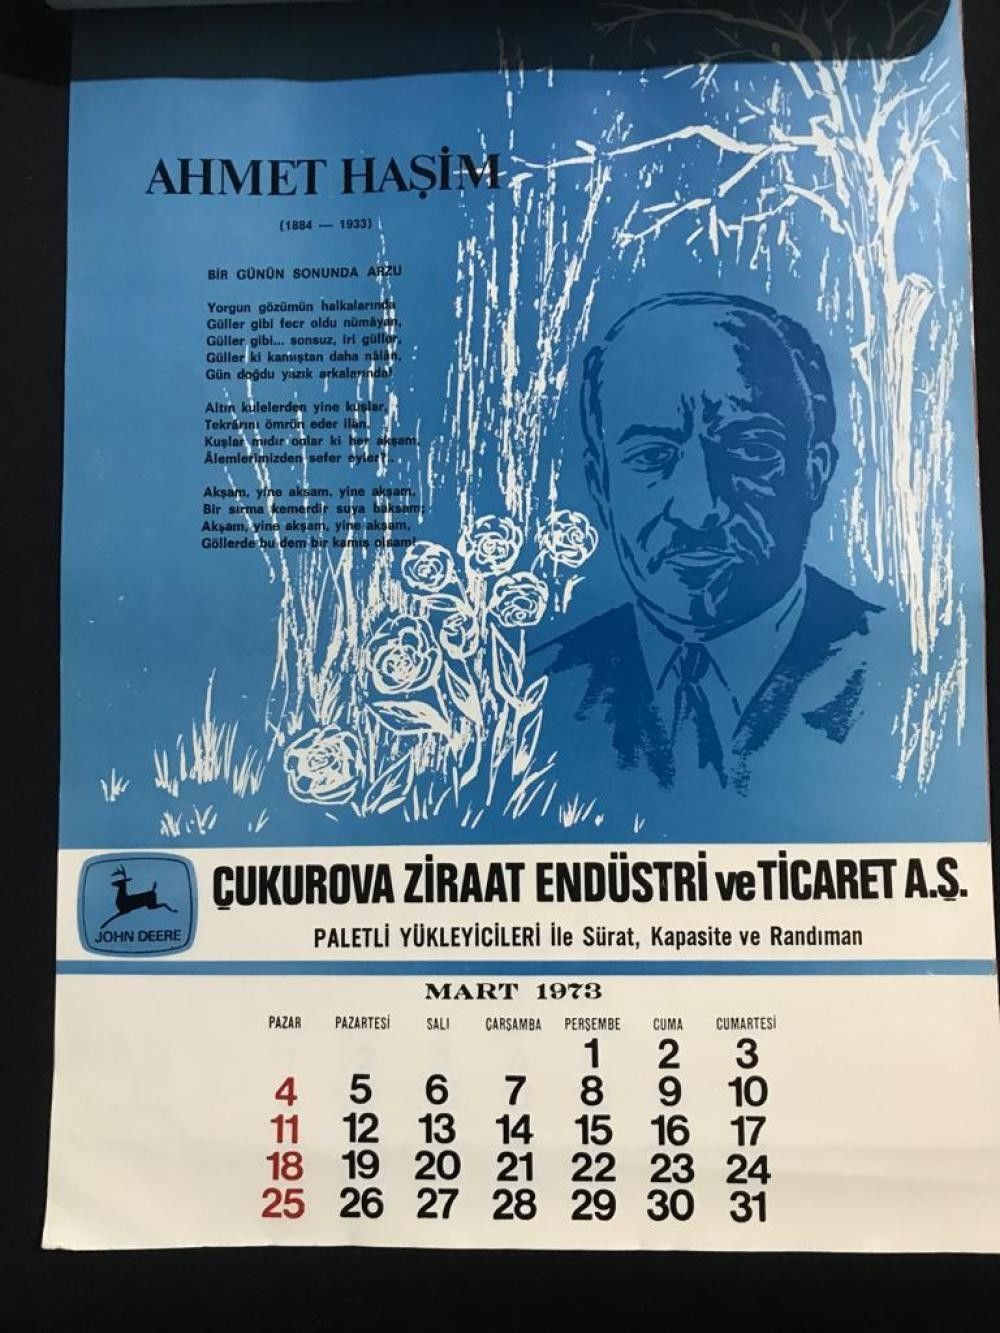 AHMET HAŞİM
(1884 — 1933)
BİR GÜNÜN SONUNDA ARZU
Yorgun gözümün halkalarında
Güller gibi fecr oldu nümâyan,
Güller gibi... sonsuz, iri güller,
Güller ki kamıştan daha nâlân,
Gün doğdu yazık arkalarında!
Altın kulelerden yine kuşlar,
Tekrârını ömrün eder ilân.
Kuşlar mıdır onlar ki her akşam,
Âlemlerimizden sefer eyler?..
Akşam, yine akşam, yine akşam,
Bir sırma kemerdir suya baksam;
Akşam, yine akşam, yine akşam,
Göllerde bu dem bir kamış olsam!
JOHN DEERE
ÇUKUROVA ZİRAAT ENDÜSTRİ ve TİCARET A.Ş.
PALETLİ YÜKLEYİCİLERİ İle Sürat, Kapasite ve Randıman
MART 1973
PAZAR PAZARTESİ SALI ÇARŞAMBA PERŞEMBE CUMA CUMARTESİ
1 2 3
4 5 6 7 8 9 10
11 12 13 14 15 16 17
18 19 20 21 22 23 24
25 26 27 28 29 30 31